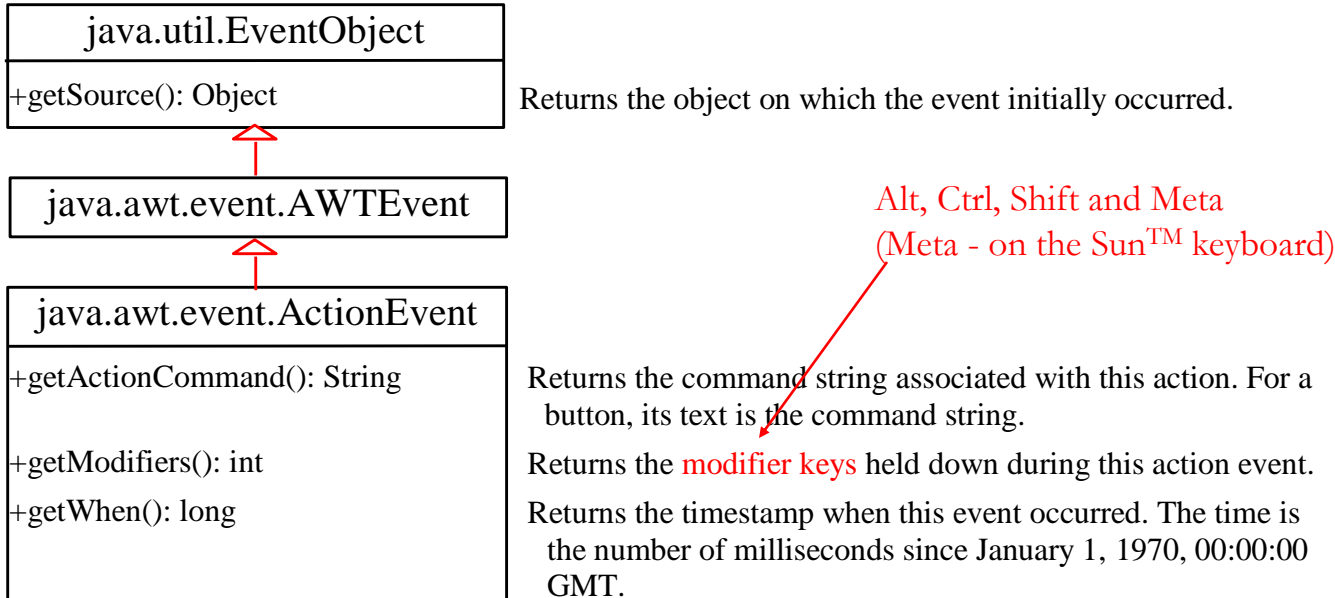 java.util.EventObject
+getSource(): Object
Returns the object on which the event initially occurred.
java.awt.event.AWTEvent
Alt, Ctrl, Shift and Meta
(Meta - on the Sun™ keyboard)
java.awt.event.ActionEvent
+getActionCommand(): String
Returns the command string associated with this action. For a
button, its text is the command string.
+getModifiers(): int
Returns the modifier keys held down during this action event.
+getWhen(): long
Returns the timestamp when this event occurred. The time is
the number of milliseconds since January 1, 1970, 00:00:00
GMT.